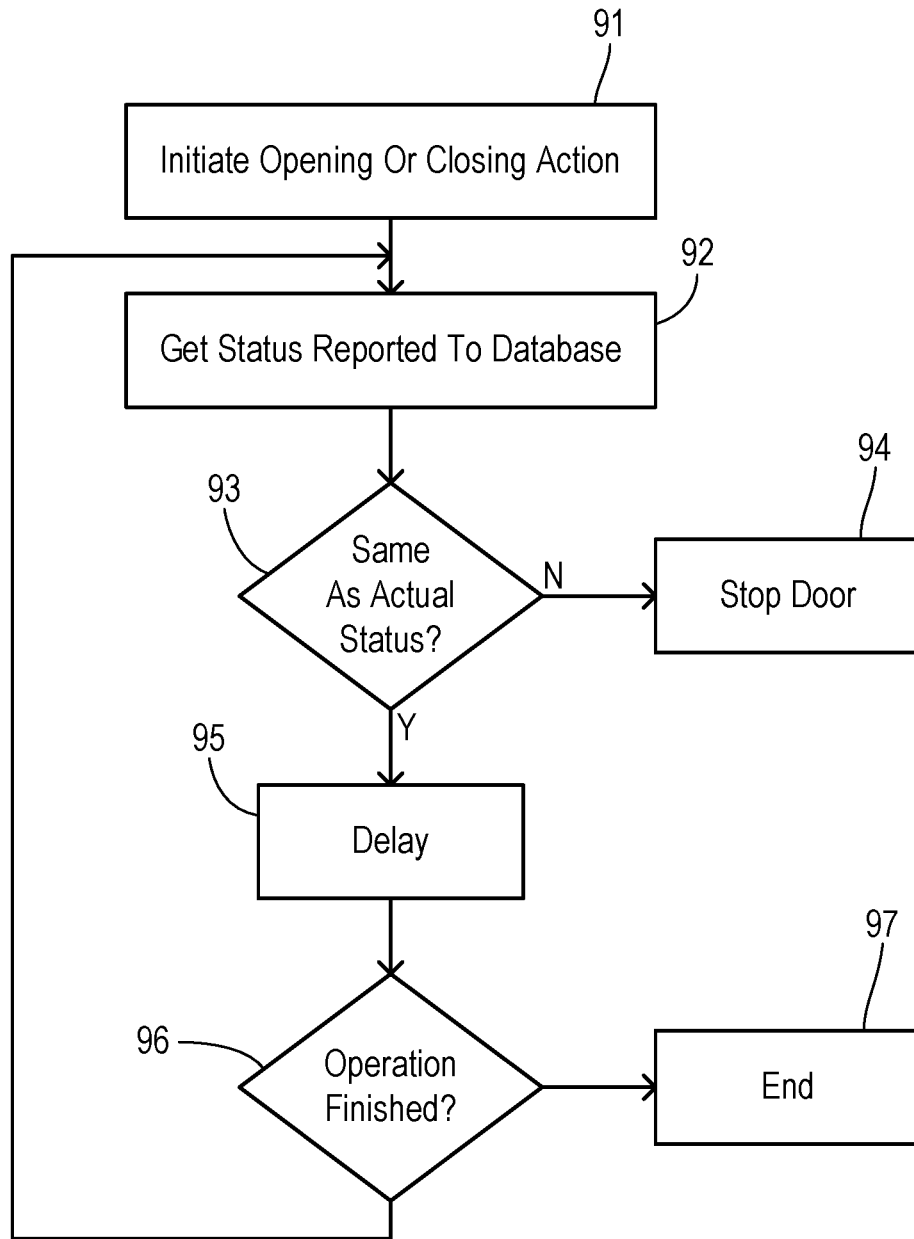 91
Initiate Opening Or Closing Action
92
Get Status Reported To Database
93
Same
As Actual
Status?
N
94
Stop Door
Y
95
Delay
96
Operation
Finished?
97
End